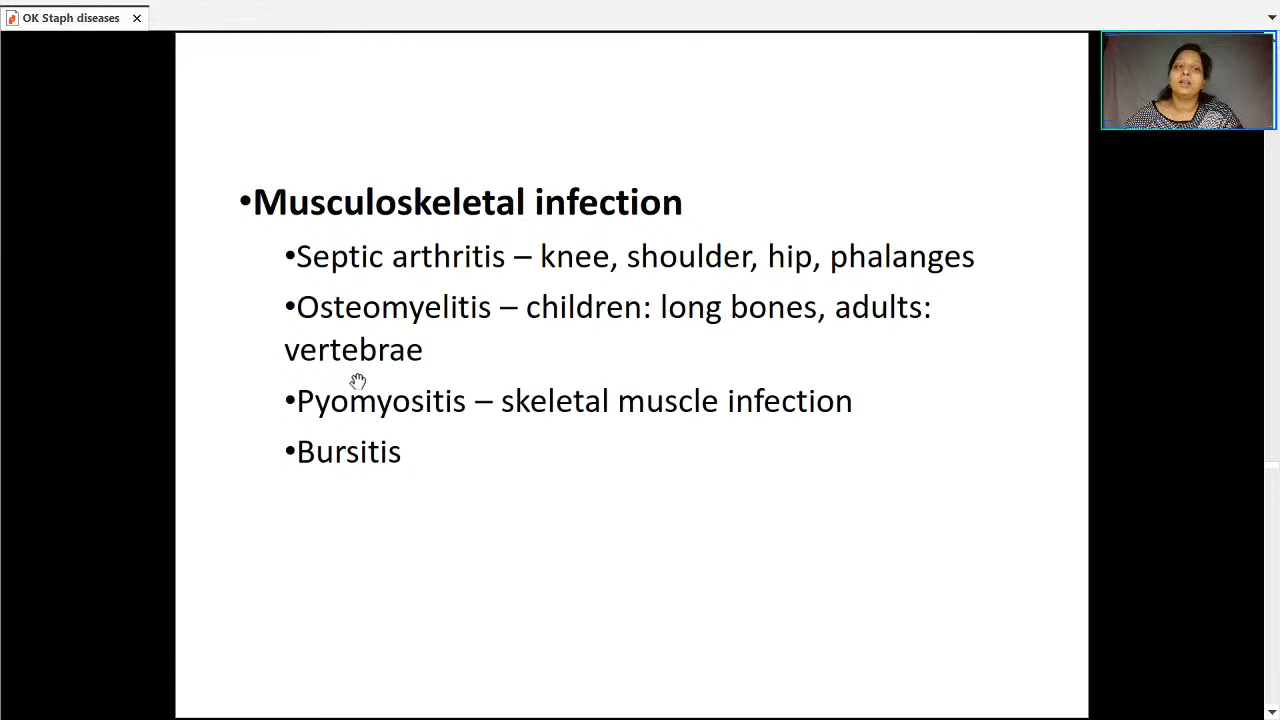 OK Staph diseases
•Musculoskeletal infection
•Septic arthritis – knee, shoulder, hip, phalanges
•Osteomyelitis – children: long bones, adults:
vertebrae
•Pyomyositis – skeletal muscle infection
•Bursitis